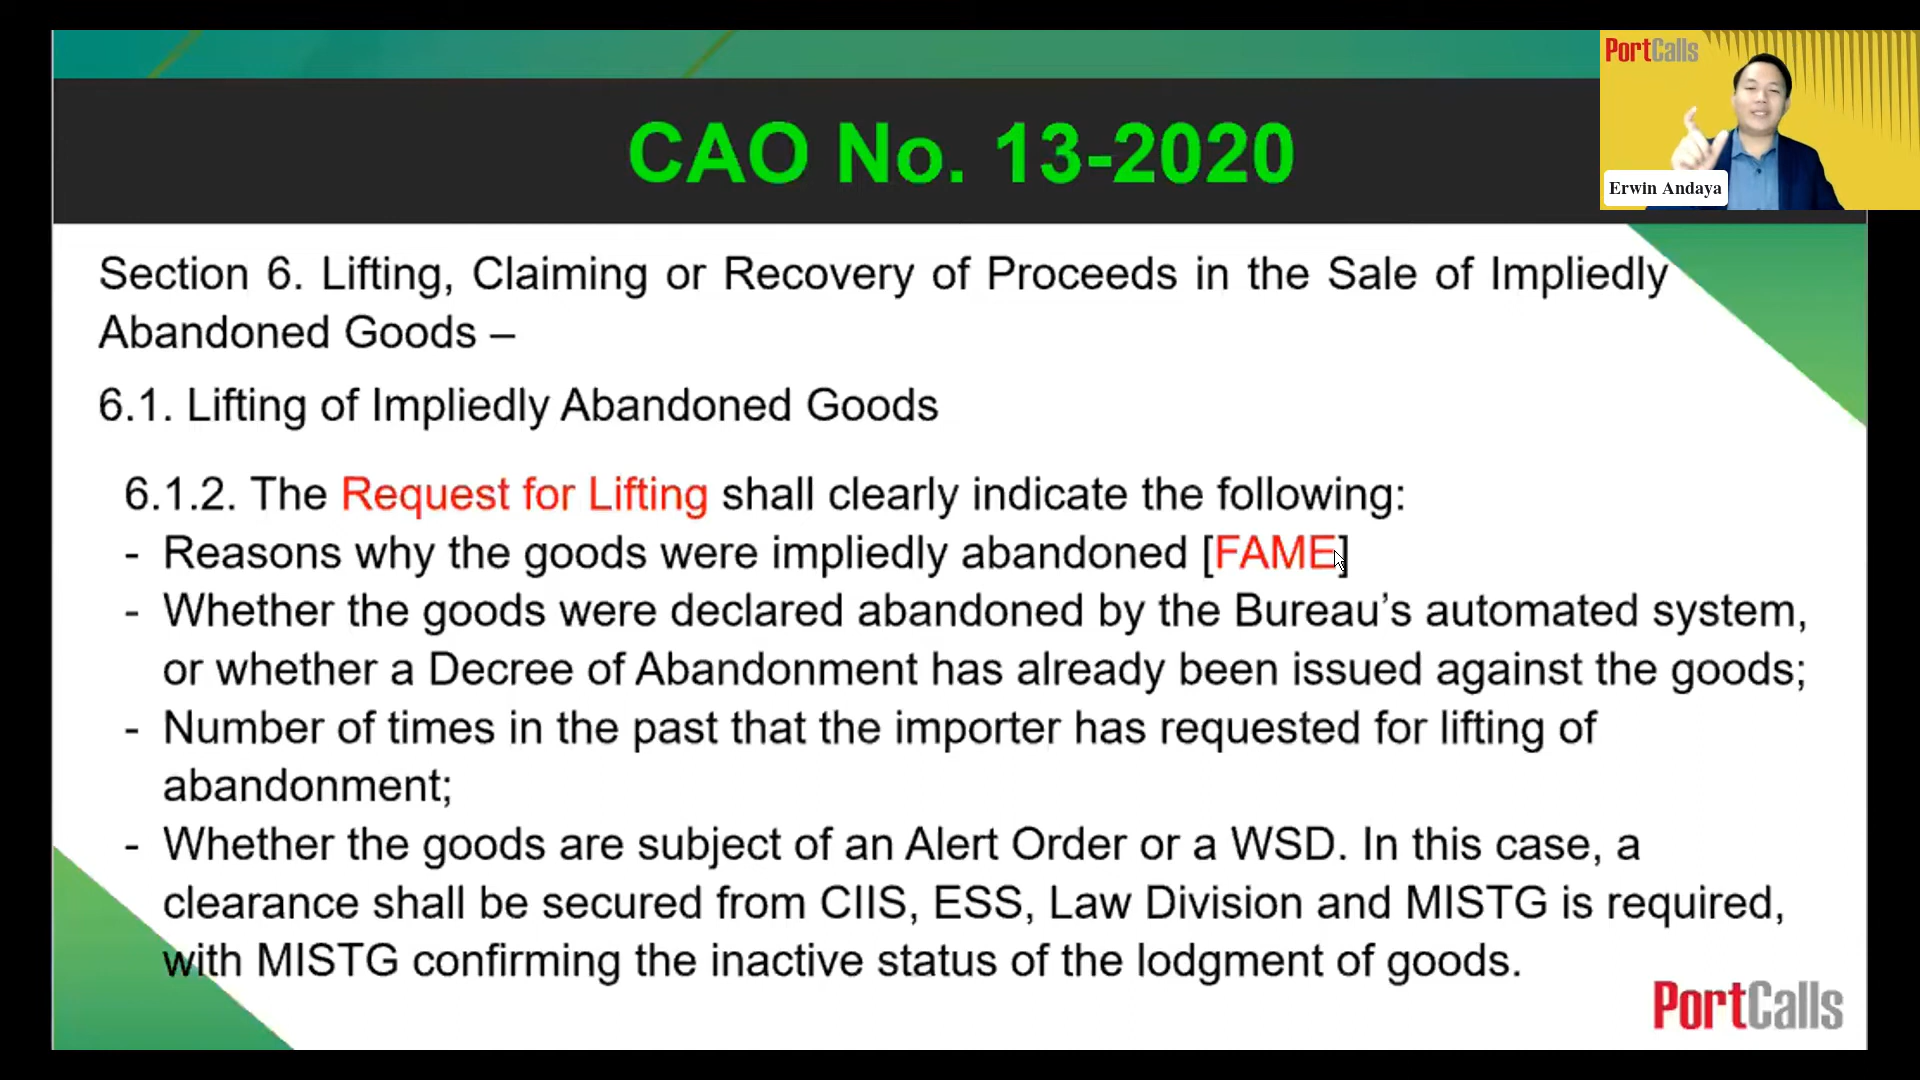 PortCalls
Erwin Andaya
CAO No. 13-2020
Section 6. Lifting, Claiming or Recovery of Proceeds in the Sale of Impliedly
Abandoned Goods –
6.1. Lifting of Impliedly Abandoned Goods
6.1.2. The Request for Lifting shall clearly indicate the following:
- Reasons why the goods were impliedly abandoned [FAME]
- Whether the goods were declared abandoned by the Bureau’s automated system,
or whether a Decree of Abandonment has already been issued against the goods;
- Number of times in the past that the importer has requested for lifting of
abandonment;
- Whether the goods are subject of an Alert Order or a WSD. In this case, a
clearance shall be secured from CIIS, ESS, Law Division and MISTG is required,
with MISTG confirming the inactive status of the lodgment of goods.
PortCalls